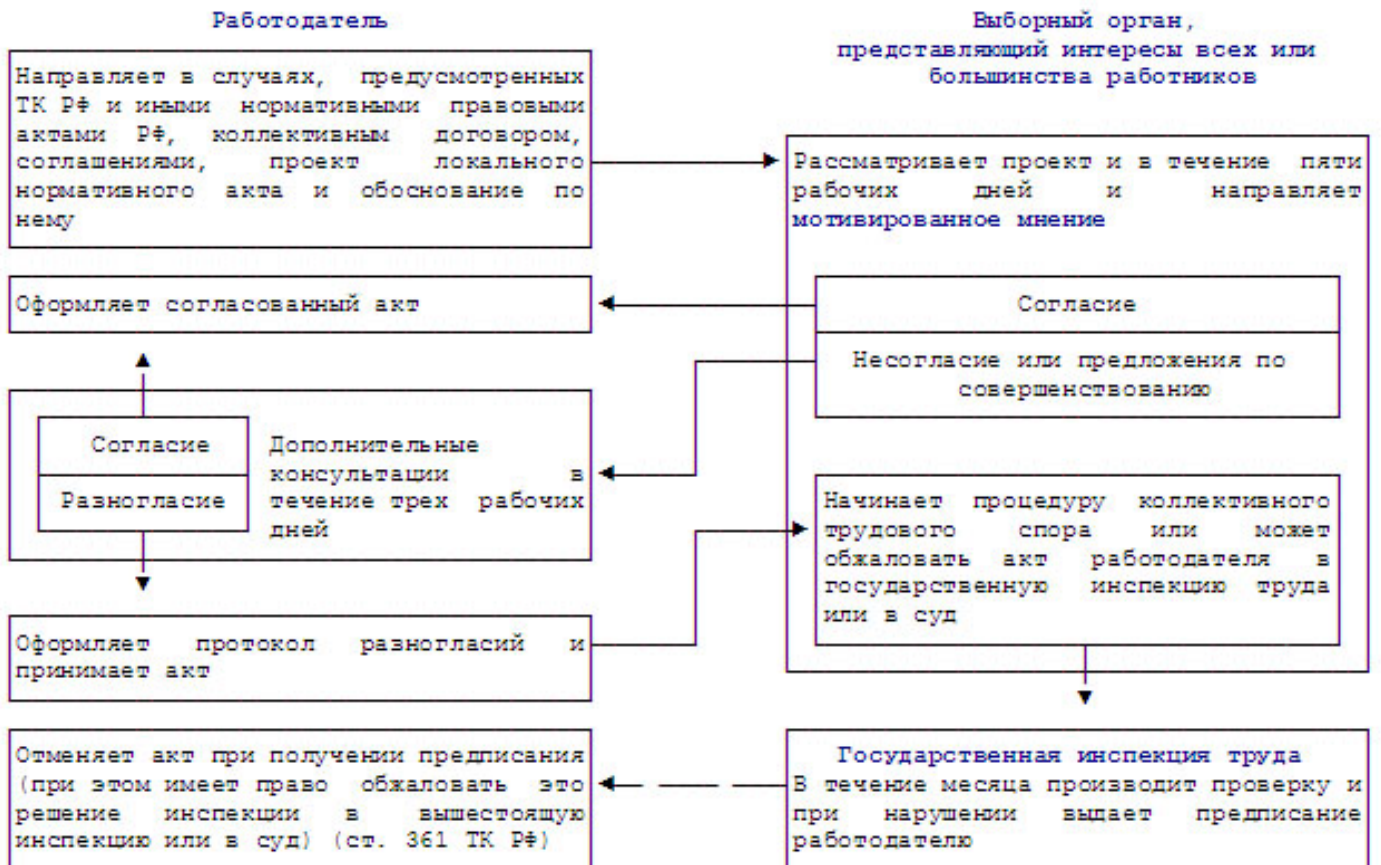 Работодатель
Направляет в случаях, предусмотренных
ТК РФ и иными нормативными правовыми
актами РФ, коллективным договором,
соглашениями, проект локального
нормативного акта и обоснование по
нему
Выборный орган,
представляющий интересы всех или
большинства работников
Рассматривает проект и в течение пяти
рабочих дней и направляет
мотивированное мнение
Оформляет согласованный акт
Согласие
Несогласие или предложения по
совершенствованию
Согласие
Разногласие
Дополнительные
консультации в
течение трех рабочих
дней
Начинает процедуру коллективного
трудового спора или может
обжаловать акт работодателя в
государственную инспекцию труда
или в суд
Оформляет протокол разногласий и
принимает акт
Отменяет акт при получении предписания
(при этом имеет право обжаловать это
решение инспекции в вышестоящую
инспекцию или в суд) (ст. 361 ТК РФ)
Государственная инспекция труда
В течение месяца производит проверку и
при нарушении выдает предписание
работодателю